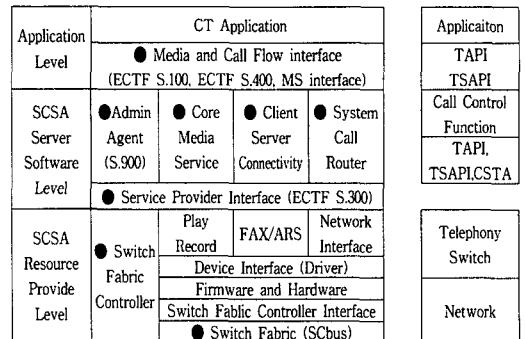 Application
Level
CT Application
● Media and Call Flow interface
(ECTF S.100, ECTF S.400, MS interface)
SCSA
Server
Software
Level
●Admin
Agent
(S.900)
● Core
Media
Service
● Client
Server
Connectivity
● System
Call
Router
● Service Provider Interface (ECTF S.300)
SCSA
Resource
Provide
Level
● Switch
Fabric
Controller
Play
Record
FAX/ARS
Network
Interface
Device Interface (Driver)
Firmware and Hardware
Switch Fablic Controller Interface
● Switch Fabric (SCbus)
Applicaiton
TAPI
TSAPI
Call Control
Function
TAPI,
TSAPI,CSTA
Telephony
Switch
Network